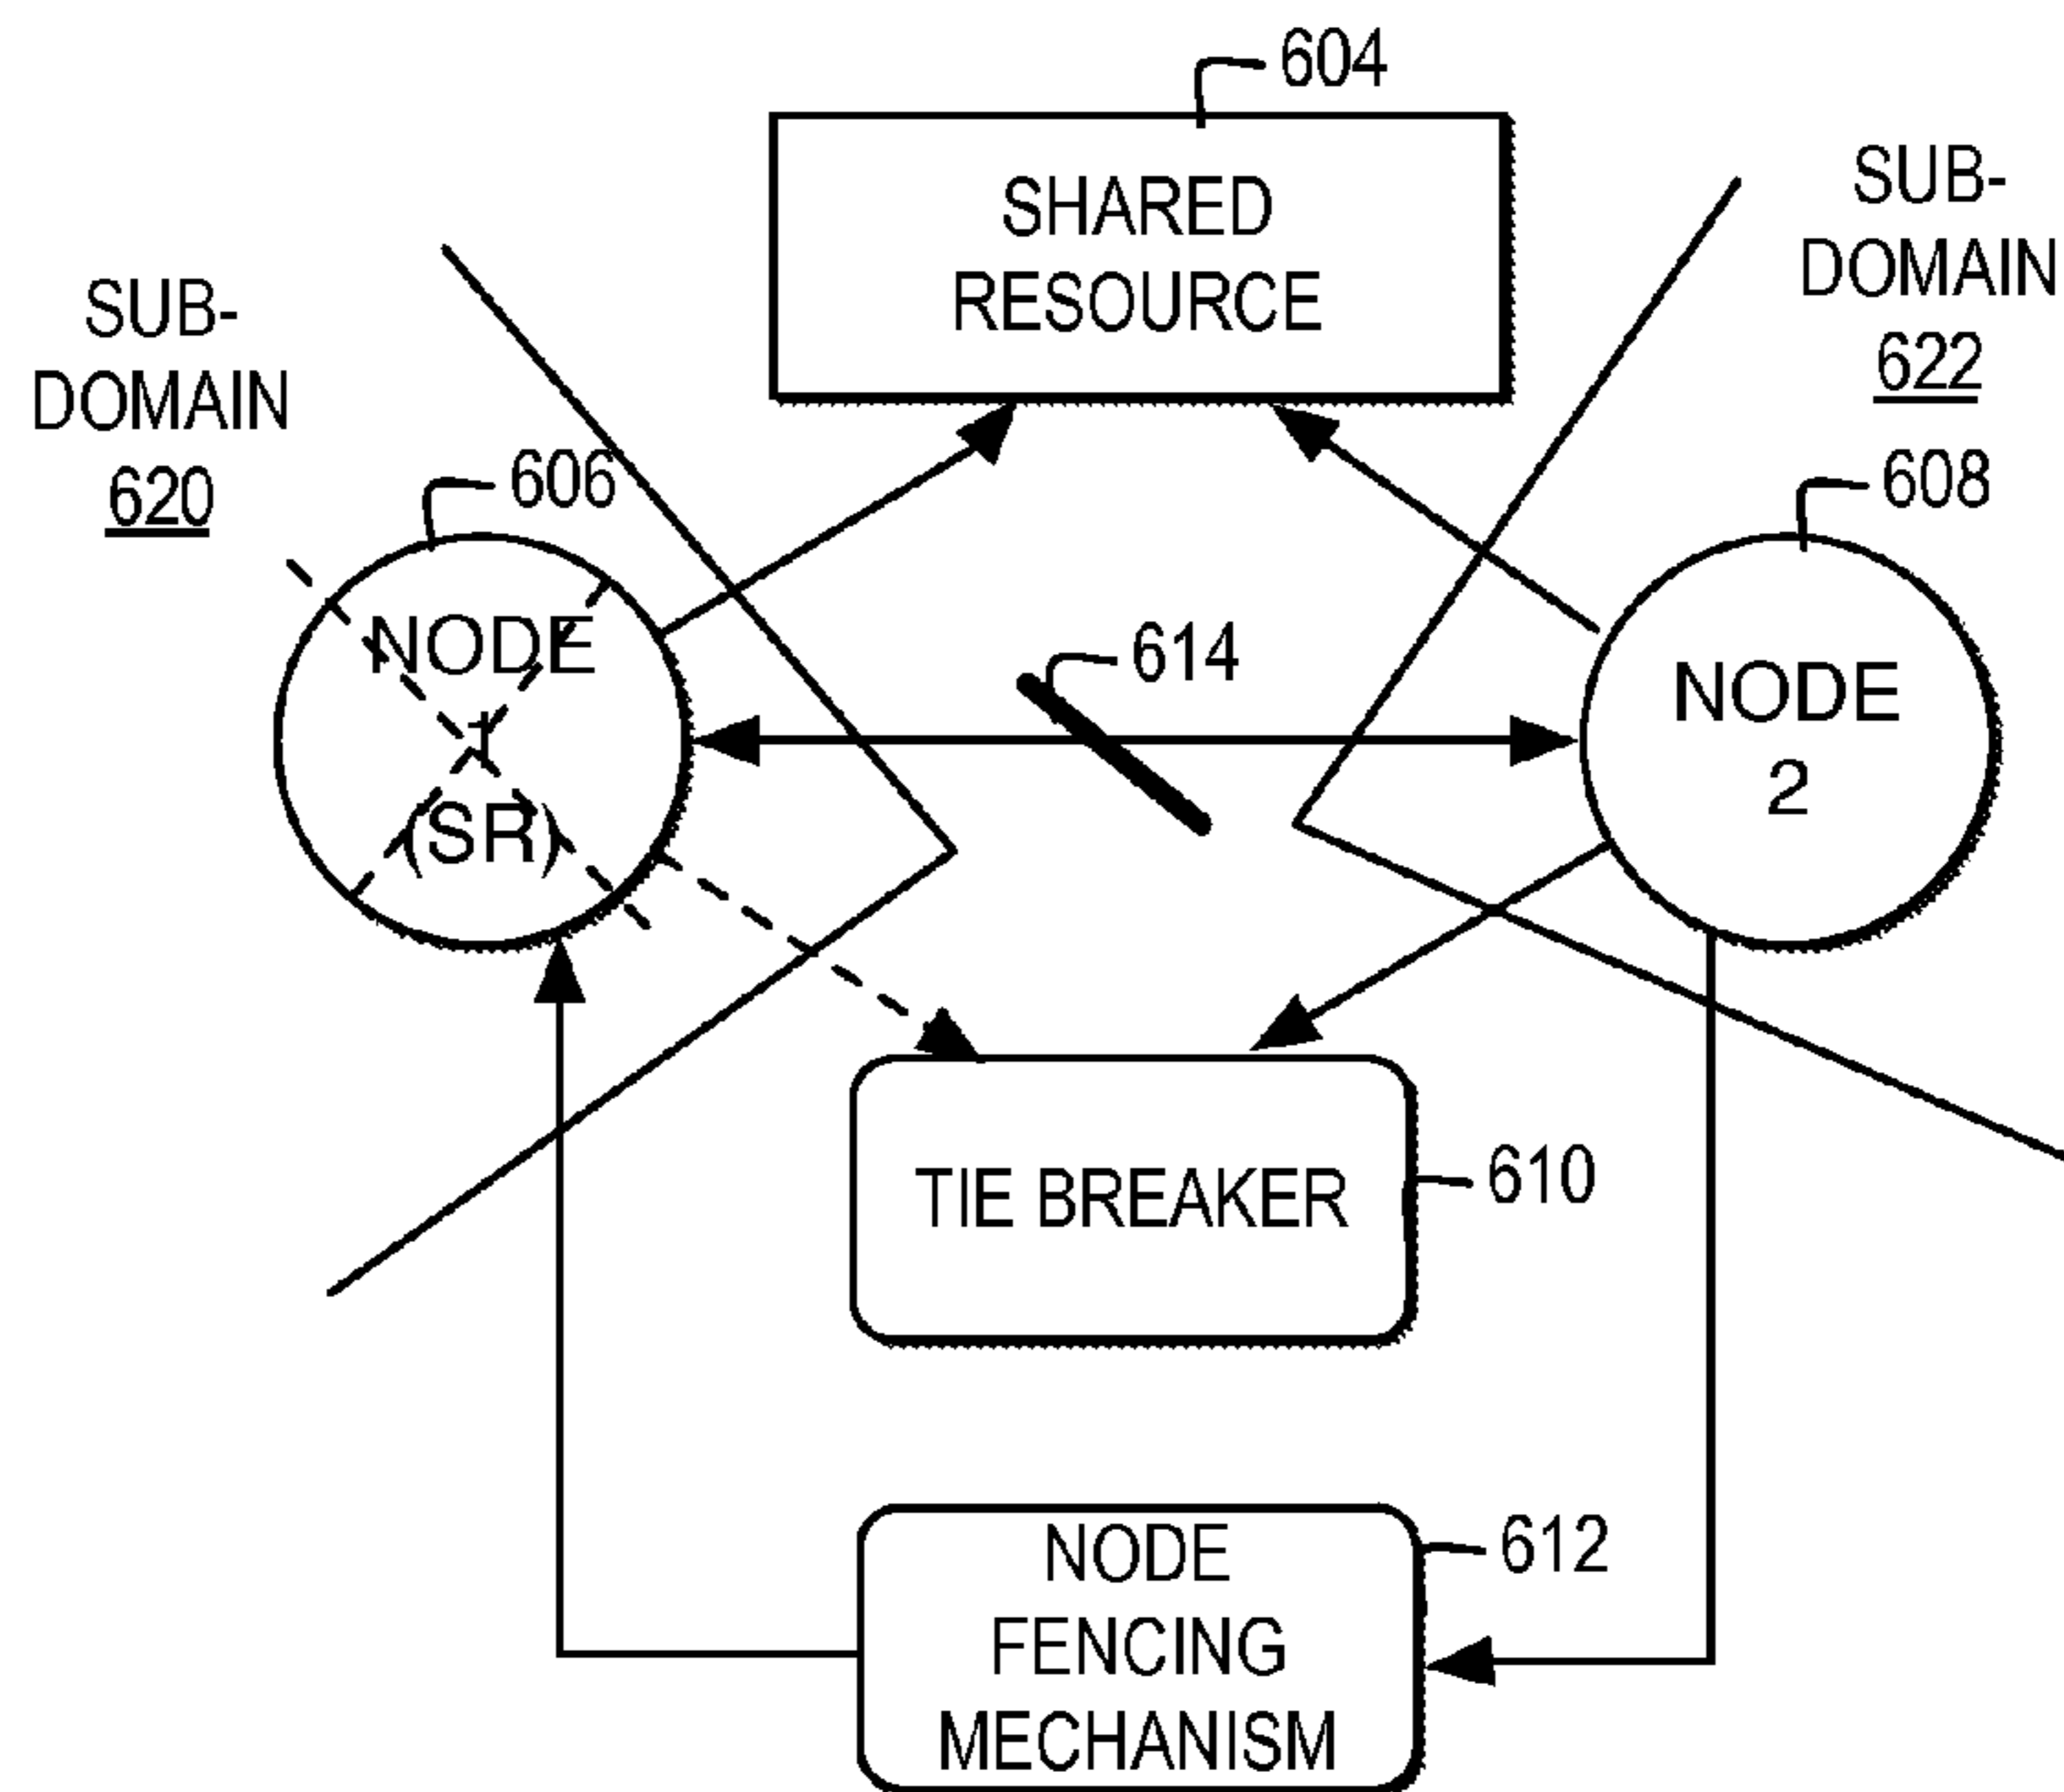 604
SHARED
RESOURCE
SUB-
DOMAIN
622
SUB-
DOMAIN
620
606
608
NODE
1
(SR)
614
NODE
2
TIE BREAKER
610
NODE
FENCING
MECHANISM
612